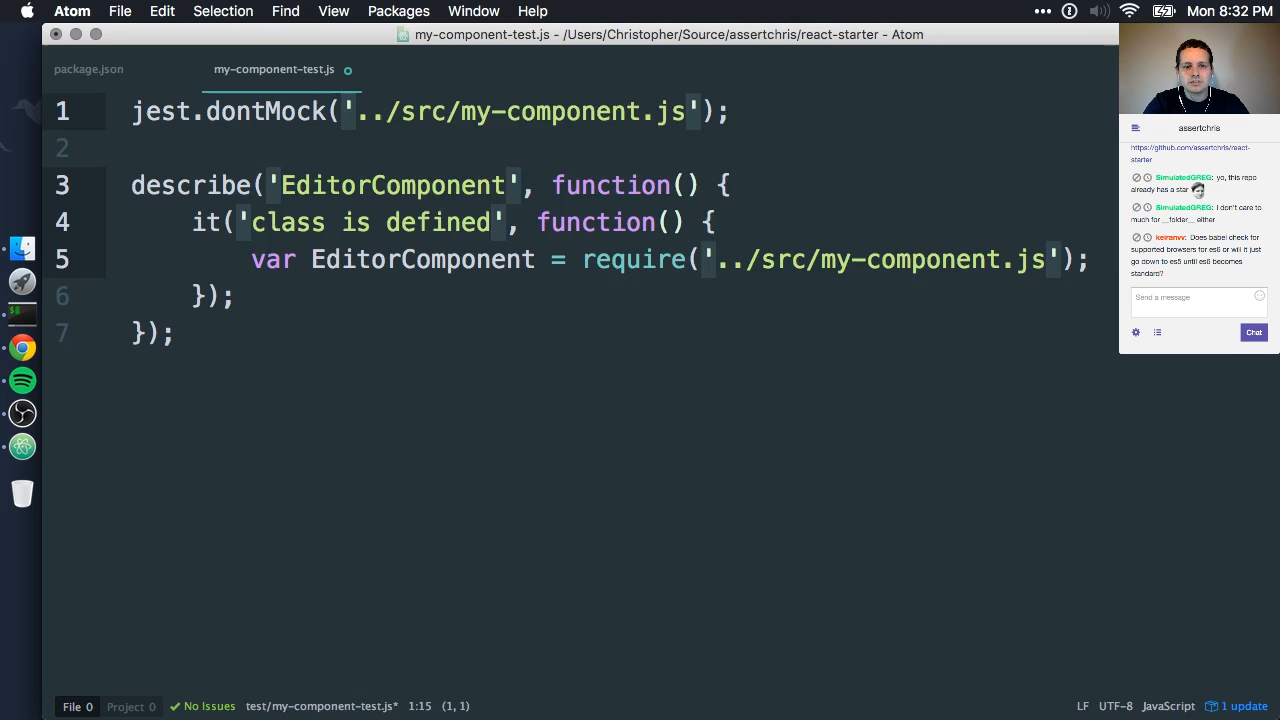 Atom File Edit Selection Find View Packages Window Help Mon 8:32 PM
my-component-test.js - /Users/Christopher/Source/assertchris/react-starter - Atom
package.json my-component-test.js
1 jest.dontMock('../src/my-component.js');
2
3 describe('EditorComponent', function() {
4 it('class is defined', function() {
5 var EditorComponent = require('../src/my-component.js');
6 });
7 });
assertchris
https://github.com/assertchris/react-
starter
SimulatedGREG: yo, this repo
already has a star
SimulatedGREG: I don't care to
much for __folder__ either
keiranvv: Does babel check for
supported browsers for es6 or will it just
go down to es5 until es6 becomes
standard?
Send a message
Chat
File 0 Project 0 No Issues test/my-component-test.js* 1:15 (1, 1) LF UTF-8 JavaScript 1 update